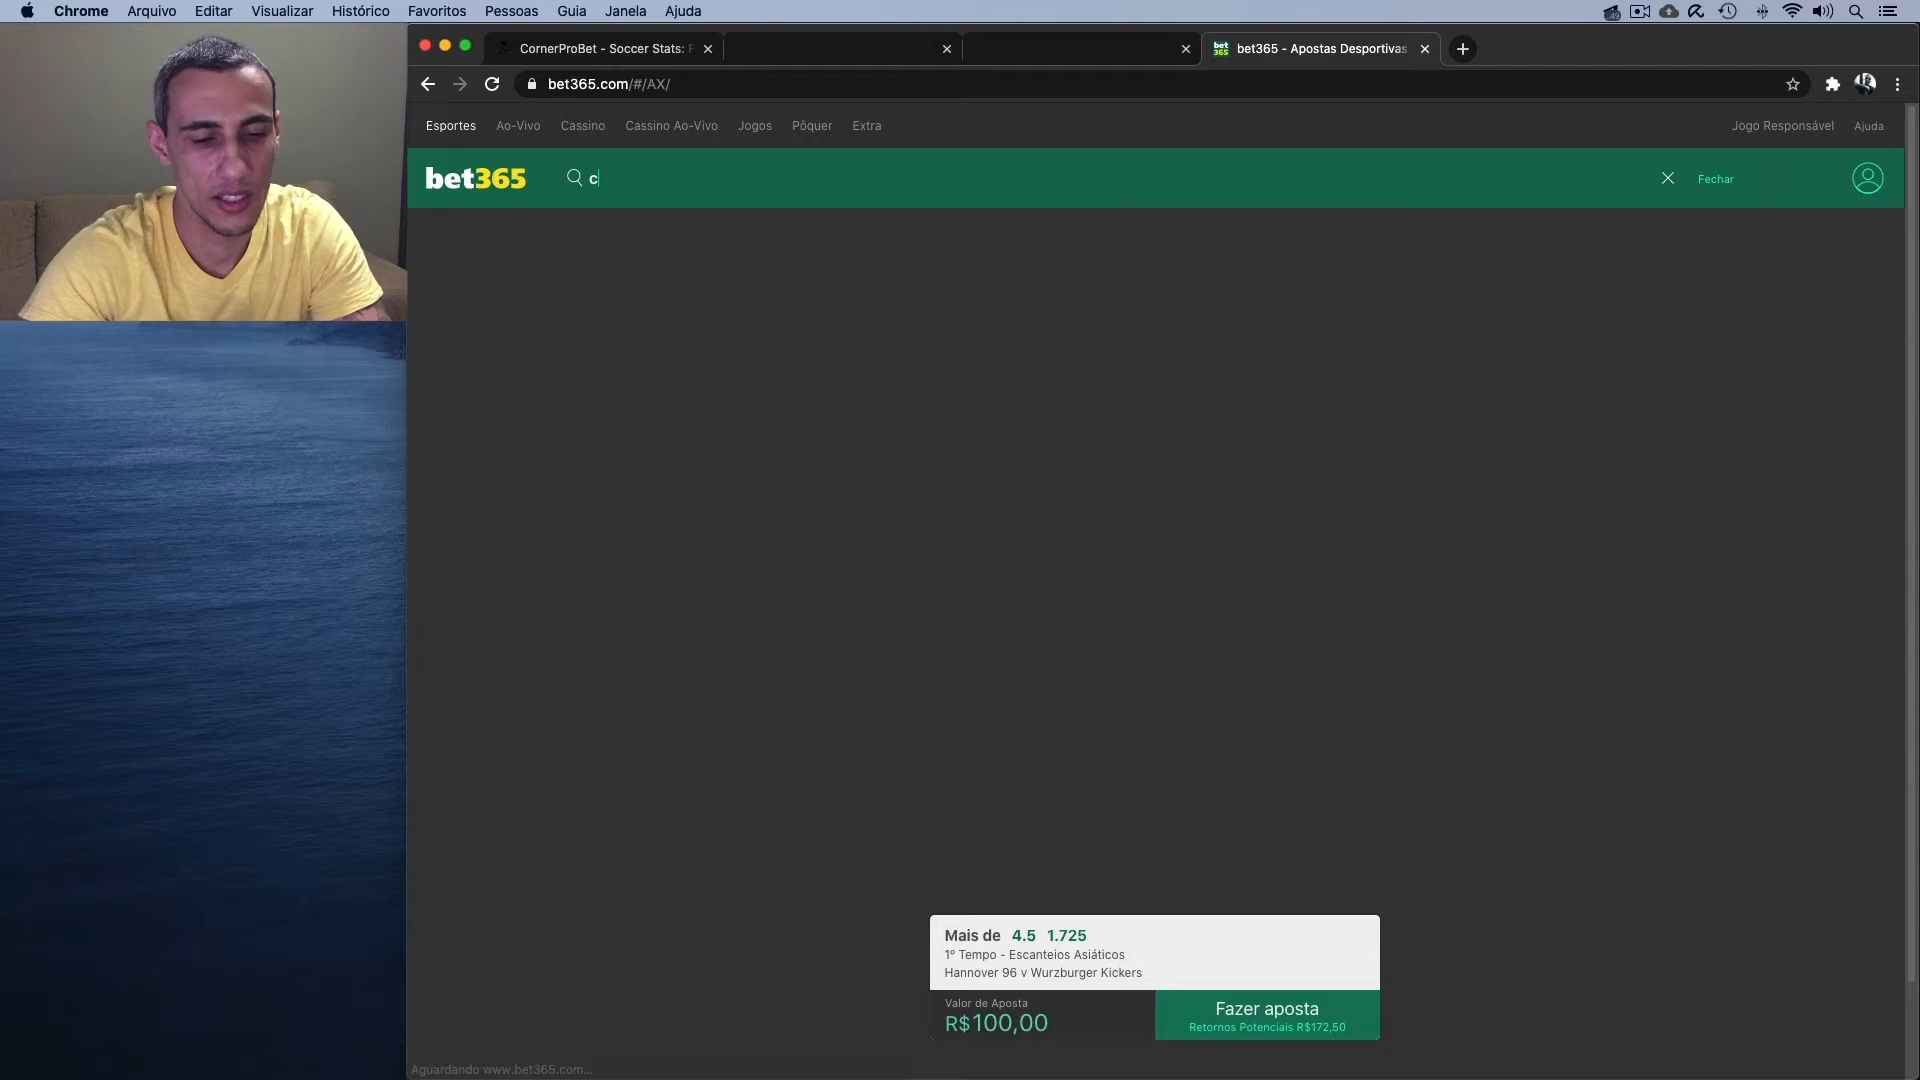 Chrome Arquivo Editar Visualizar Histórico Favoritos Pessoas Guia Janela Ajuda
CornerProBet - Soccer Stats: F
bet365 - Apostas Desportivas
bet365.com/#/AX/
Esportes Ao-Vivo Cassino Cassino Ao-Vivo Jogos Pôquer Extra Jogo Responsável Ajuda
bet365 c Fechar
Mais de 4.5 1.725
1º Tempo - Escanteios Asiáticos
Hannover 96 v Wurzburger Kickers
Valor de Aposta
R$100,00
Fazer aposta
Retornos Potenciais R$172,50
Aguardando www.bet365.com...